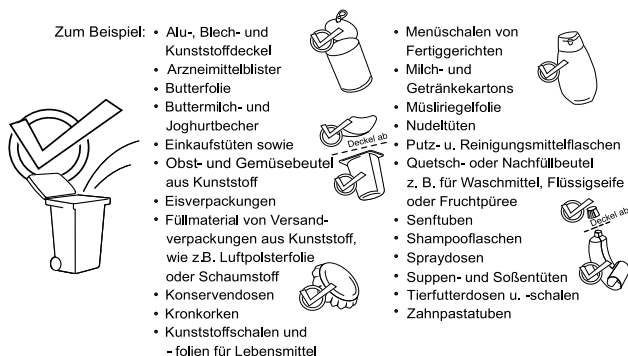 Zum Beispiel:
• Alu-, Blech- und
Kunststoffdeckel
• Arzneimittelblister
• Butterfolie
• Buttermilch- und
Joghurtbecher
• Einkaufstüten sowie
• Obst- und Gemüsebeutel
aus Kunststoff
• Eisverpackungen
• Füllmaterial von Versand-
verpackungen aus Kunststoff,
wie z.B. Luftpolsterfolie
oder Schaumstoff
• Konservendosen
• Kronkorken
• Kunststoffschalen und
- folien für Lebensmittel
Deckel ab
• Menüschalen von
Fertiggerichten
• Milch- und
Getränkekartons
• Müsliriegelfolie
• Nudeltüten
• Putz- u. Reinigungsmittelflaschen
• Quetsch- oder Nachfüllbeutel
z. B. für Waschmittel, Flüssigseife
oder Fruchtpüree
• Senftuben
• Shampooflaschen
• Spraydosen
• Suppen- und Soßentüten
• Tierfutterdosen u. -schalen
• Zahnpastatuben
Deckel ab